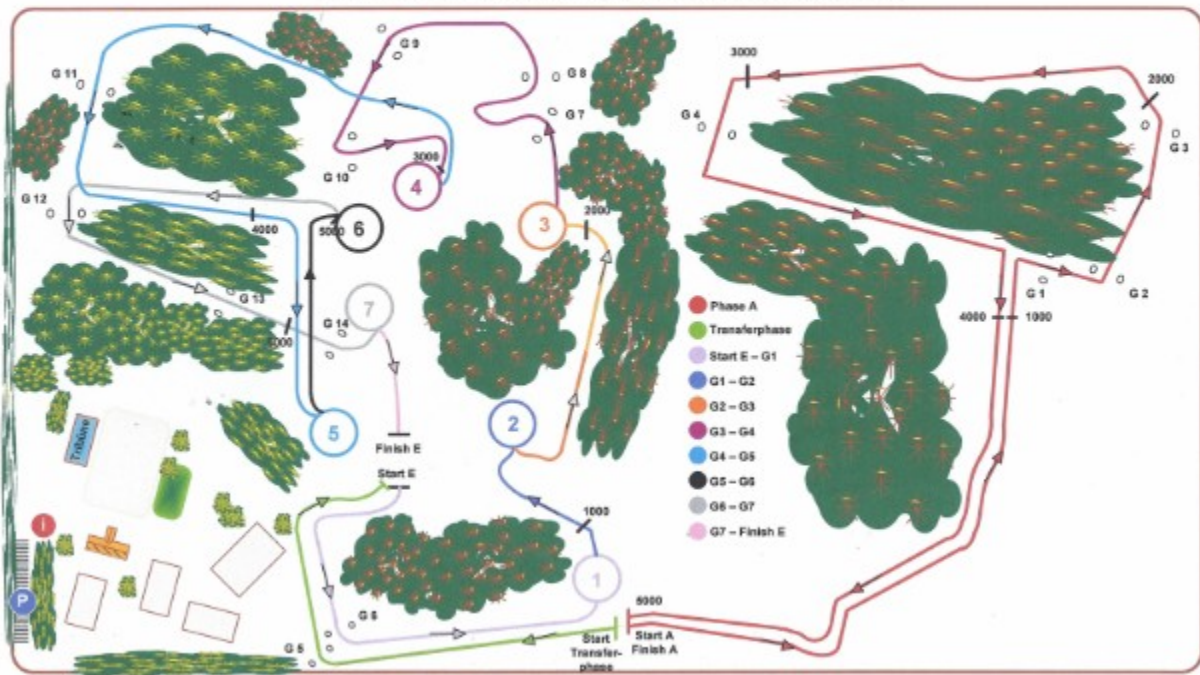 G 9
G 11
G 8
3000
2000
G 7
G 4
G 3
3000
G 10
4
G 12
4000
5000
6
3
2000
G 13
G 14
7
5000
G 1
G 2
4000
1000
Phase A
Transferphase
Start E – G1
G1 – G2
G2 – G3
G3 – G4
G4 – G5
G5 – G6
G6 – G7
G7 – Finish E
2
5
Tribüne
Finish E
Start E
1000
i
1
P
5000
G 6
G 5
Start
Transfer-
phase
Start A
Finish A